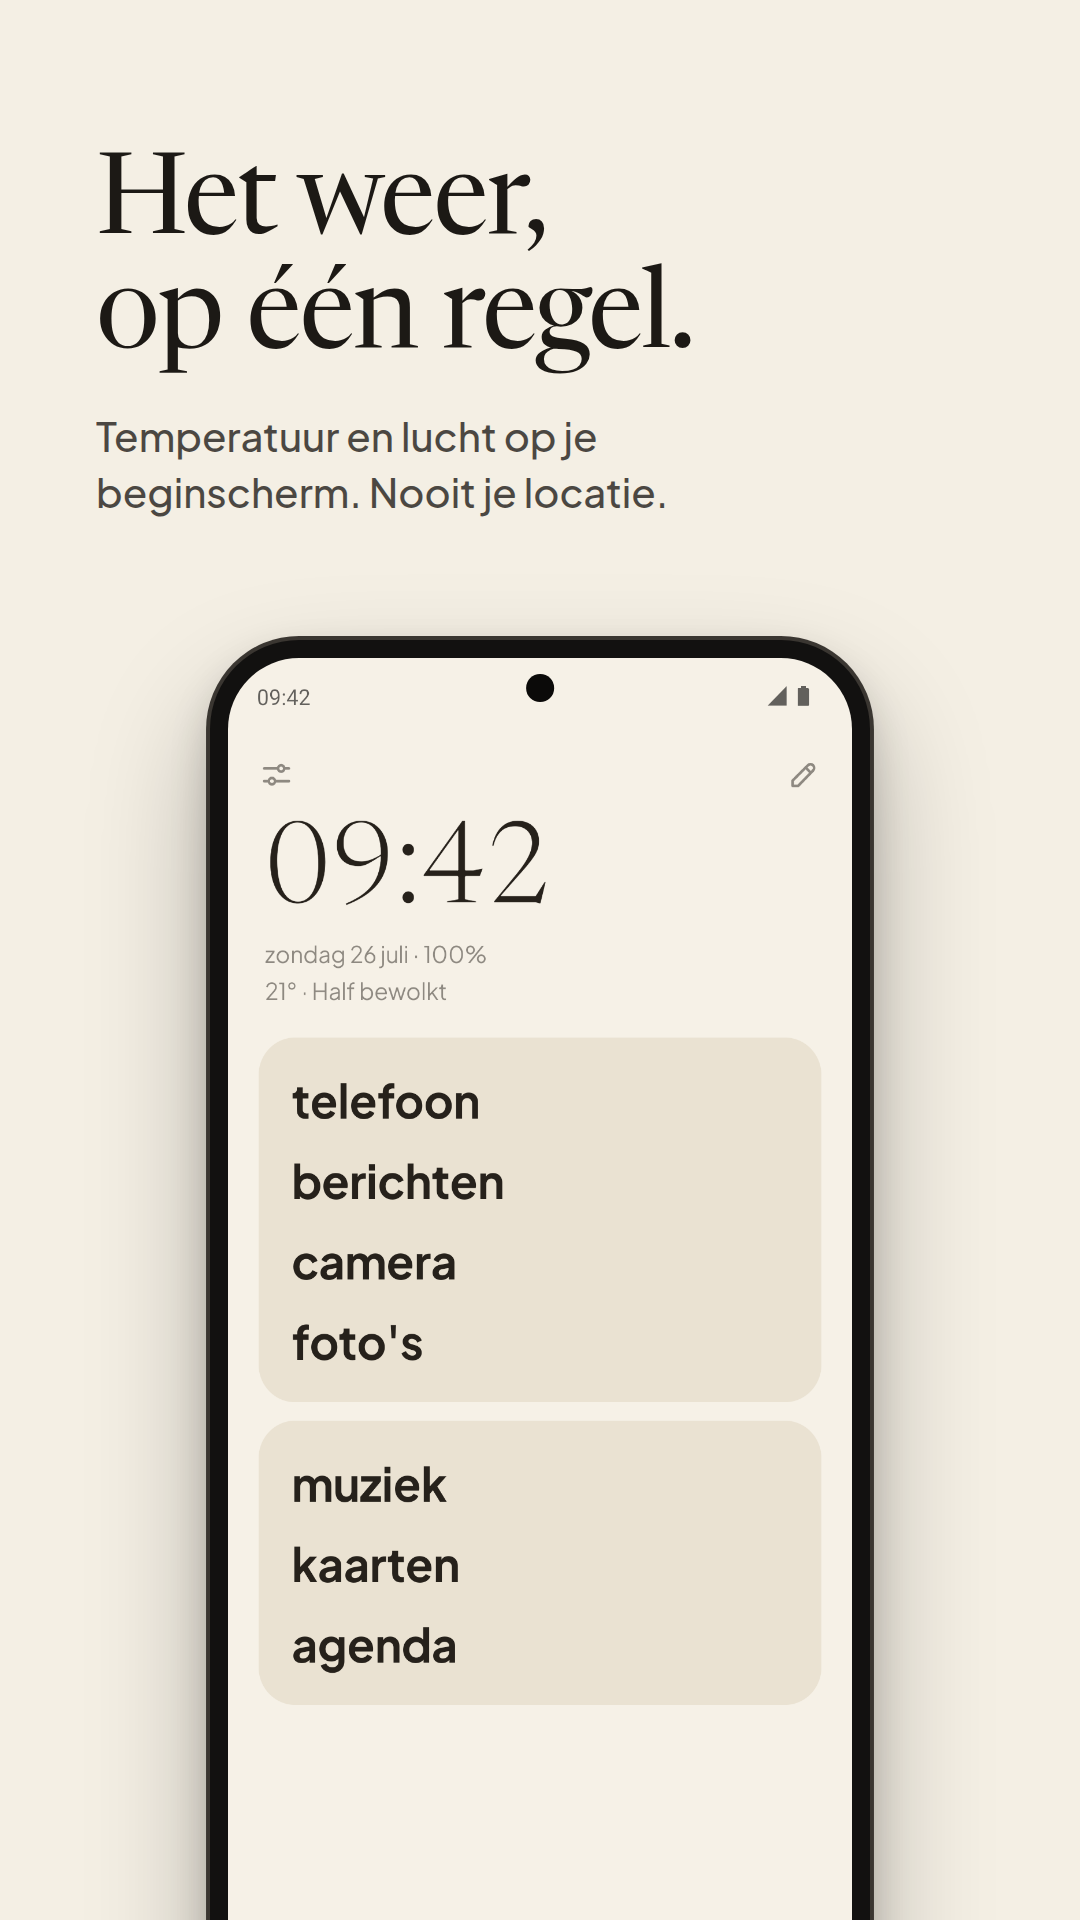 Het weer,
op één regel.
Temperatuur en lucht op je
beginscherm. Nooit je locatie.
09:42
09:42
zondag 26 juli · 100%
21° · Half bewolkt
telefoon
berichten
camera
foto's
muziek
kaarten
agenda